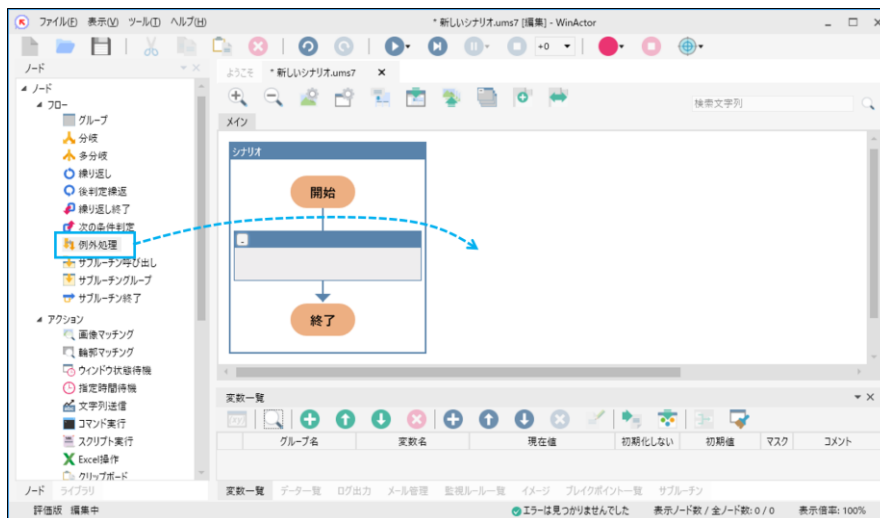 ファイル(F) 表示(V) ツール(T) ヘルプ(H)
* 新しいシナリオ.ums7 [編集] - WinActor
+0
ノード
ようこそ
* 新しいシナリオ.ums7
検索文字列
メイン
ノード
フロー
グループ
分岐
多分岐
繰り返し
後判定繰返
繰り返し終了
次の条件判定
例外処理
サブルーチン呼び出し
サブルーチングループ
サブルーチン終了
アクション
画像マッチング
輪郭マッチング
ウィンドウ状態待機
指定時間待機
文字列送信
コマンド実行
スクリプト実行
Excel操作
クリップボード
シナリオ
開始
終了
変数一覧
グループ名 変数名 現在値 初期化しない 初期値 マスク コメント
ノード ライブラリ
変数一覧 データ一覧 ログ出力 メール管理 監視ルール一覧 イメージ ブレイクポイント一覧 サブルーチン
評価版 編集中
エラーは見つかりませんでした
表示ノード数 / 全ノード数: 0 / 0
表示倍率: 100%